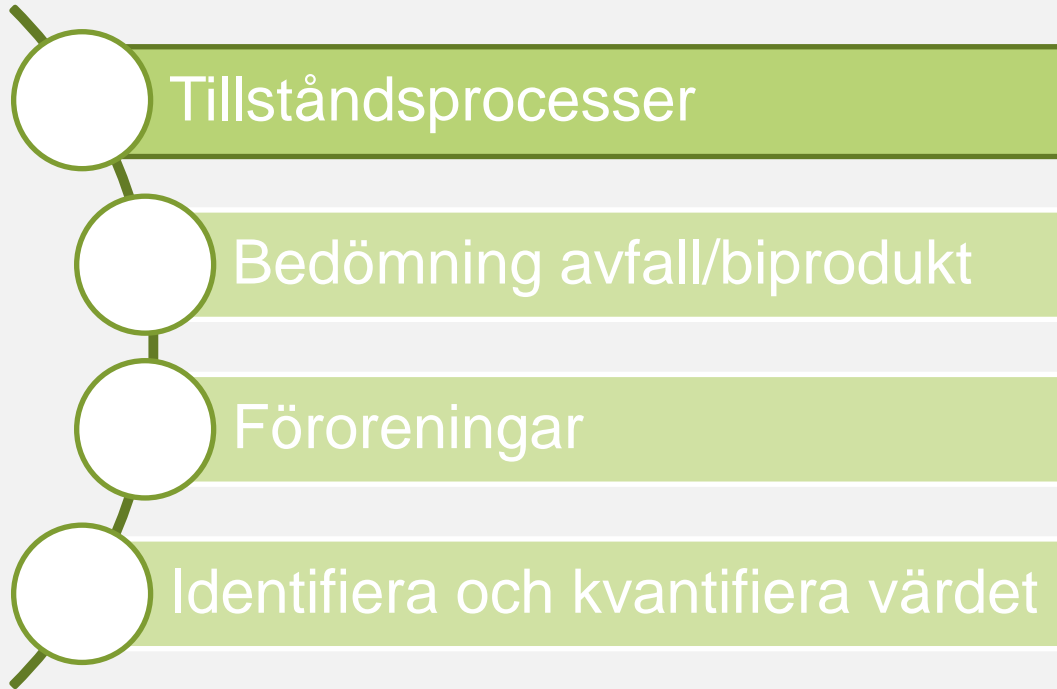 Tillståndsprocesser
Bedömning avfall/biprodukt
Föroreningar
Identifiera och kvantifiera värdet